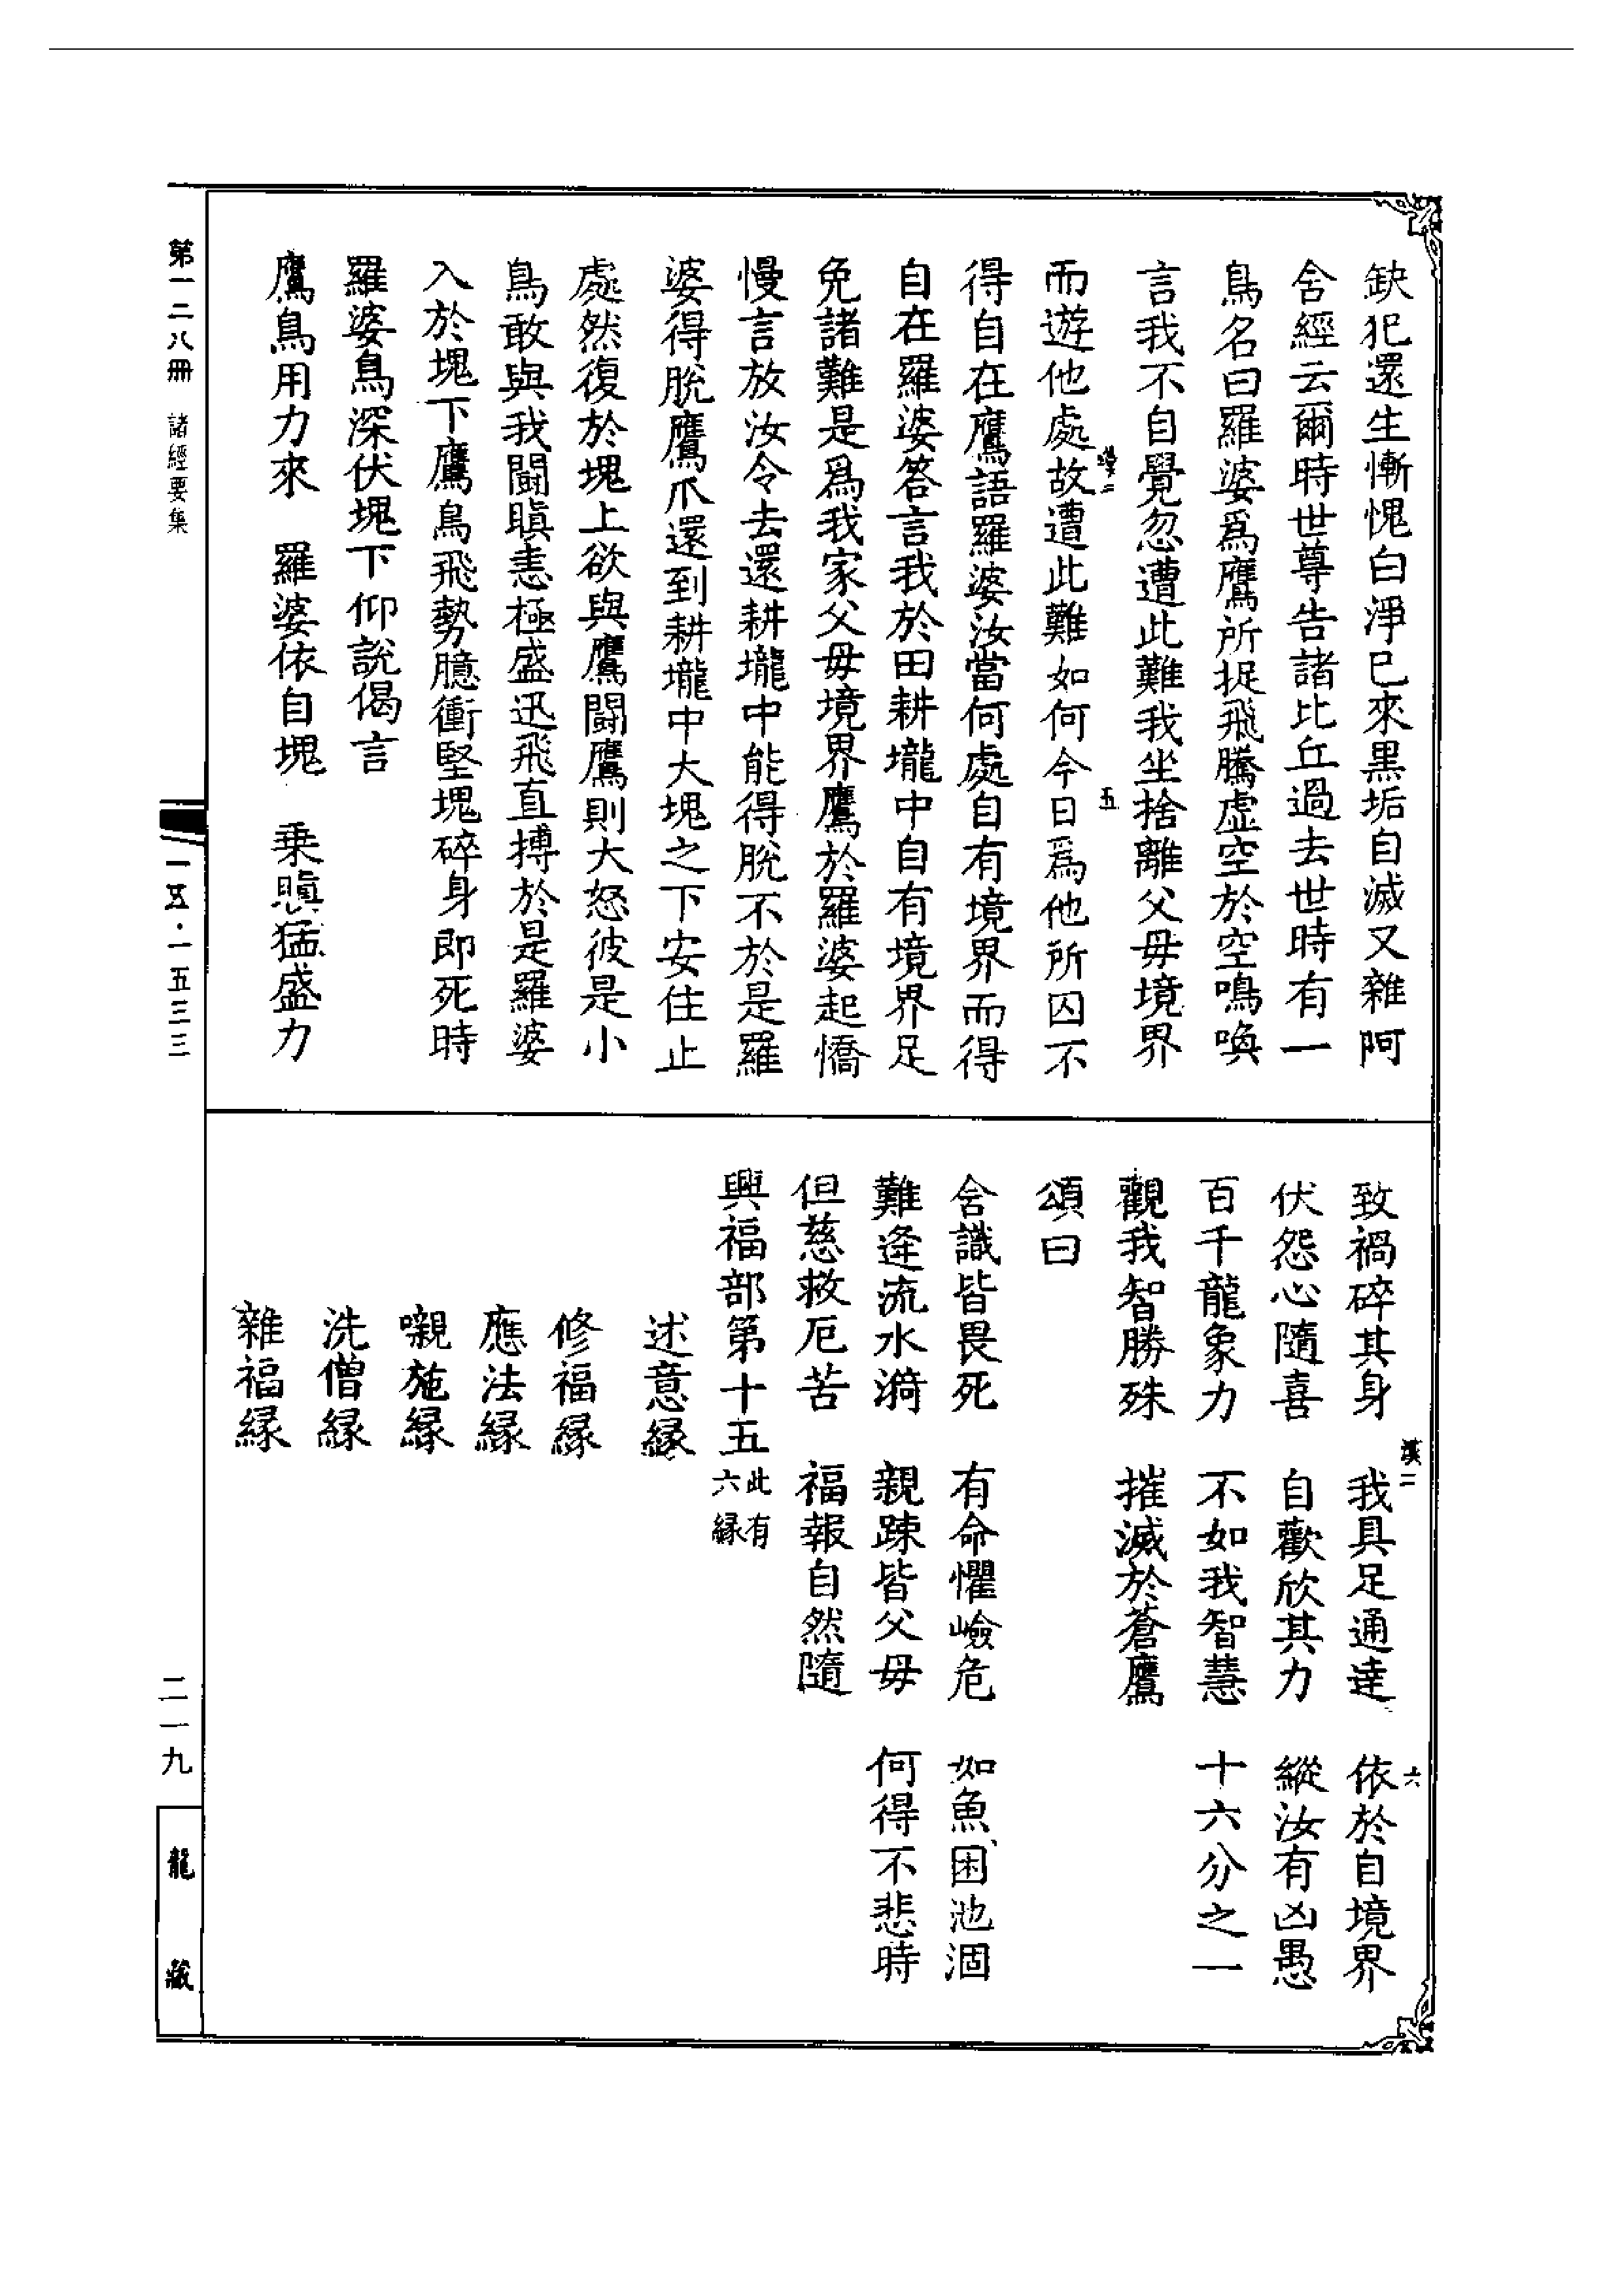 缺犯還生慚愧白淨已來黒垢自滅又雜阿
含經云爾時世尊告諸比丘過去世時有一
鳥名曰羅婆爲鷹所捉飛騰虛空於空鳴喚
言我不自覺忽遭此難我坐捨離父毋境界
五
而遊他處故遭此難如何今日爲他所囚不
得自在鷹語羅婆汝當何處自有境界而得
自在羅婆答言我於田耕壠中自有境界足
免諸難是爲我家父毋境界鷹於羅婆起憍
慢言放汝令去還耕壠中能得脫不於是羅
婆得脫鷹爪還到耕壠中大塊之下安住止
處然復於塊上欲與鷹鬪鷹則大怒彼是小
鳥敢與我鬪瞋恚極盛迅飛直搏於是羅婆
入於塊下鷹鳥飛勢臆衝堅塊碎身即死時
羅婆鳥深伏塊下仰說偈言
鷹鳥用力來　羅婆依自塊　乗瞋猛盛力
漢二　六
致禍碎其身　我具足通達　依於自境界
伏怨心隨喜　自歡欣其力　縱汝有凶愚
百千龍象力　不如我智慧　十六分之一
觀我智勝殊　摧滅於蒼鷹
頌曰
含識皆畏死　有命懼嶮危　如魚困池涸
難逢流水漪　親踈皆父毋　何得不悲時
但慈救厄苦　福報自然隨
興福部第十五此有六縁
述意縁
修福縁
應法縁
嚫施縁
洗僧縁
雜福縁
第一二八冊　諸經要集
一五·一五三三
二一九
龍藏